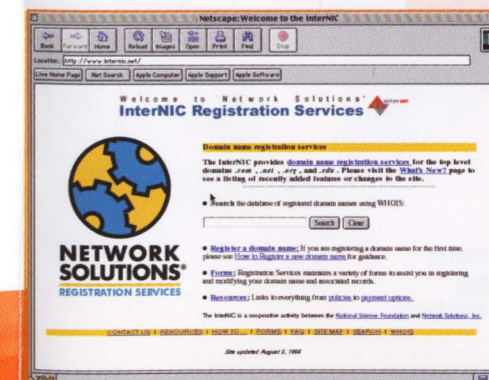 Netscape: Welcome to the InterNIC
Back Forward Home Reload Images Open Print Find Stop
Location: http://www.internic.net/
Live Home Page Net Search Apple Computer Apple Support Apple Software
Welcome to Network Solutions'
InterNIC Registration Services
Domain name registration services
The InterNIC provides domain name registration services for the top level
domains .com , .net , .org , and .edu . Please visit the What's New? page to
see a listing of recently added features or changes to the site.
Search the database of registered domain names using WHOIS:
Search Clear
NETWORK
SOLUTIONS®
REGISTRATION SERVICES
Register a domain name: If you are registering a domain name for the first time,
please see How to Register a new domain name for guidance.
Forms: Registration Services maintains a variety of forms to assist you in registering
and modifying your domain name and associated records.
Resources: Links to everything from policies to payment options.
The InterNIC is a cooperative activity between the National Science Foundation and Network Solutions, Inc.
CONTACT US | RESOURCES | HOW TO ... | FORMS | FAQ | SITE MAP | SEARCH | WHOIS
Site updated August 5, 1998